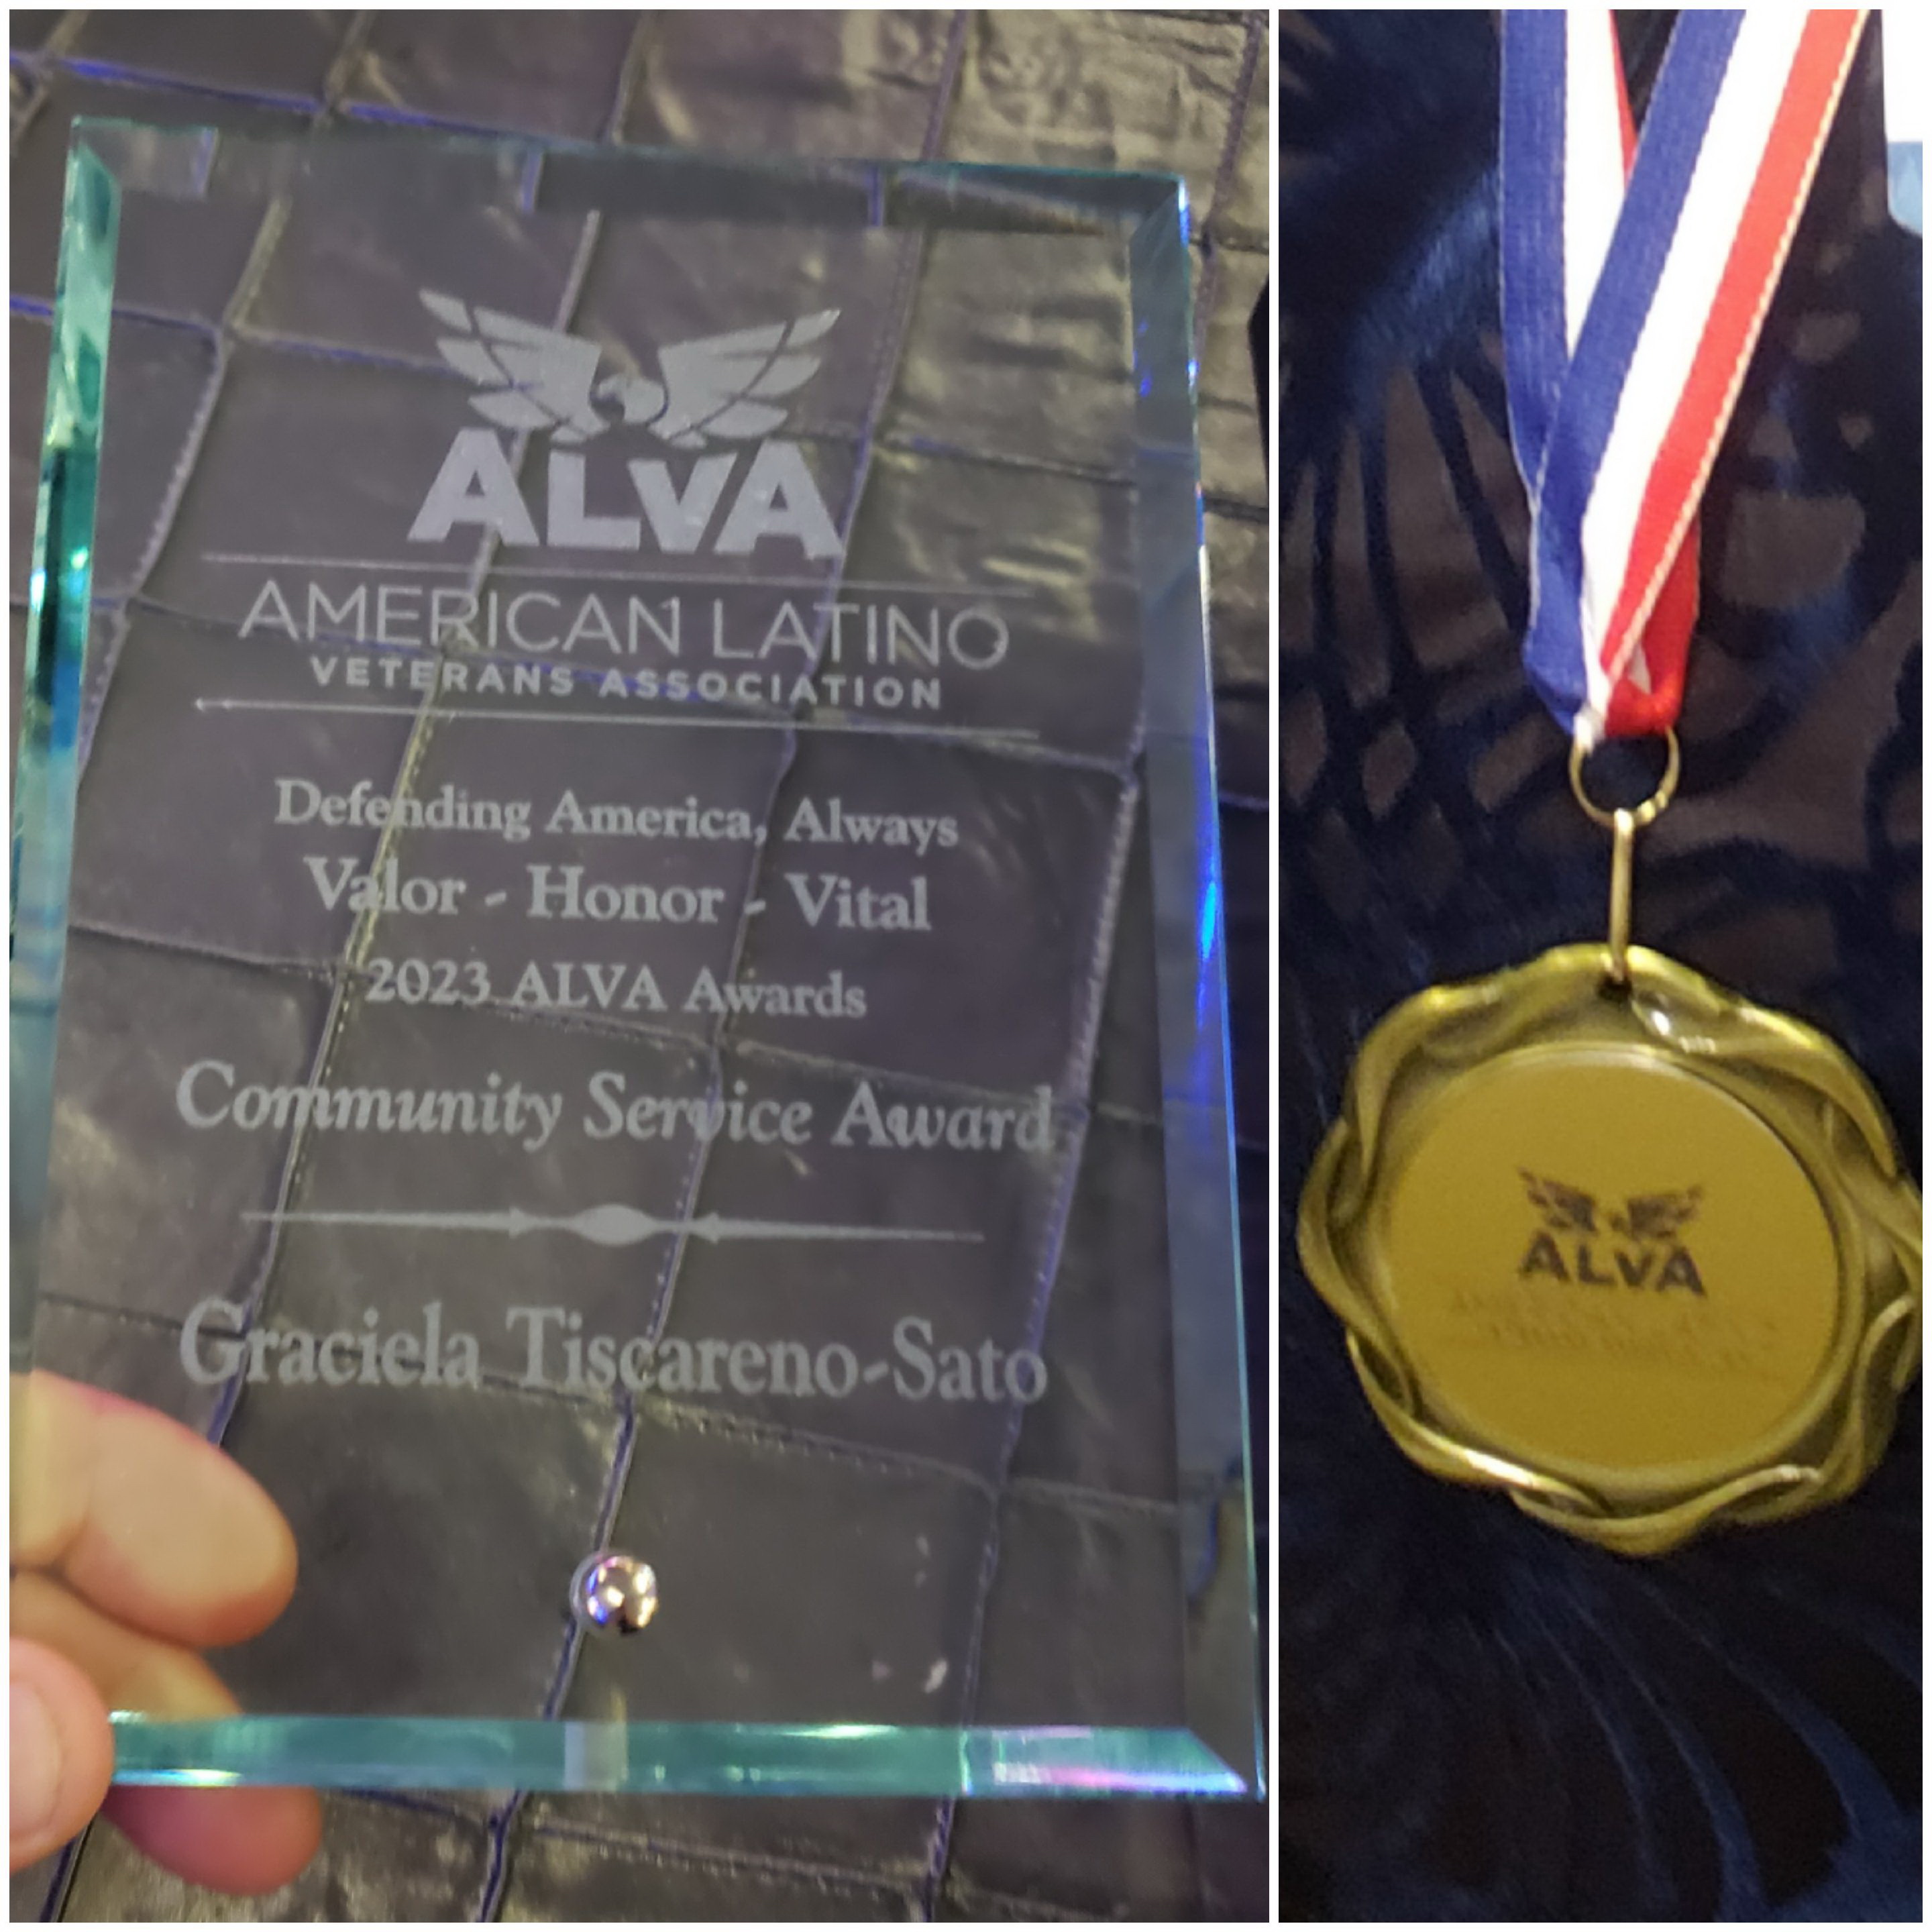 ALVA
AMERICAN LATINO
VETERANS ASSOCIATION
Defending America, Always
Valor - Honor - Vital
2023 ALVA Awards
Community Service Award
Graciela Tiscareno-Sato
ALVA